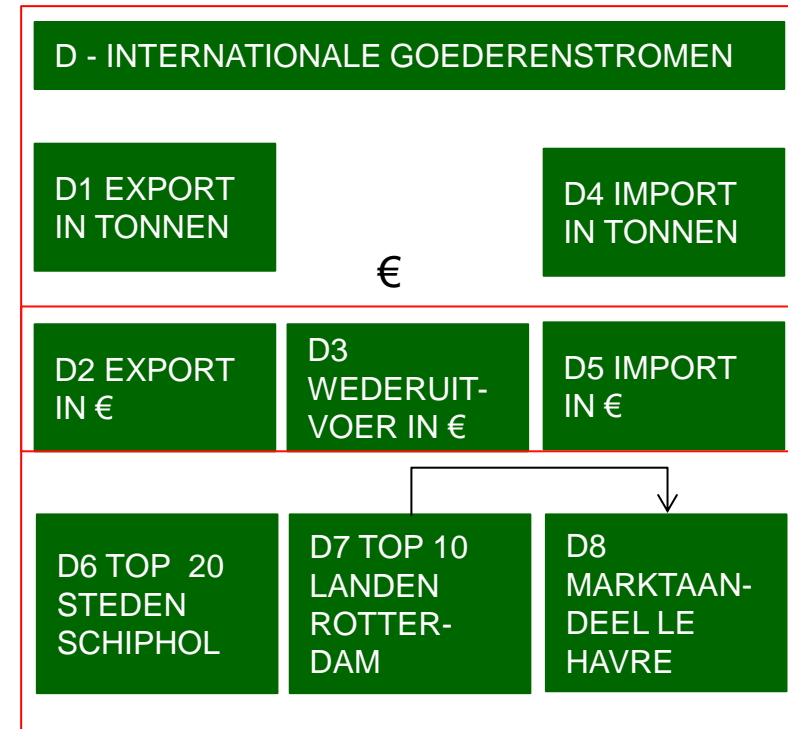 D - INTERNATIONALE GOEDERENSTROMEN
D1 EXPORT
IN TONNEN
D4 IMPORT
IN TONNEN
€
D2 EXPORT
IN €
D3
WEDERUIT-
VOER IN €
D5 IMPORT
IN €
D6 TOP 20
STEDEN
SCHIPHOL
D7 TOP 10
LANDEN
ROTTER-
DAM
D8
MARKTAAN-
DEEL LE
HAVRE